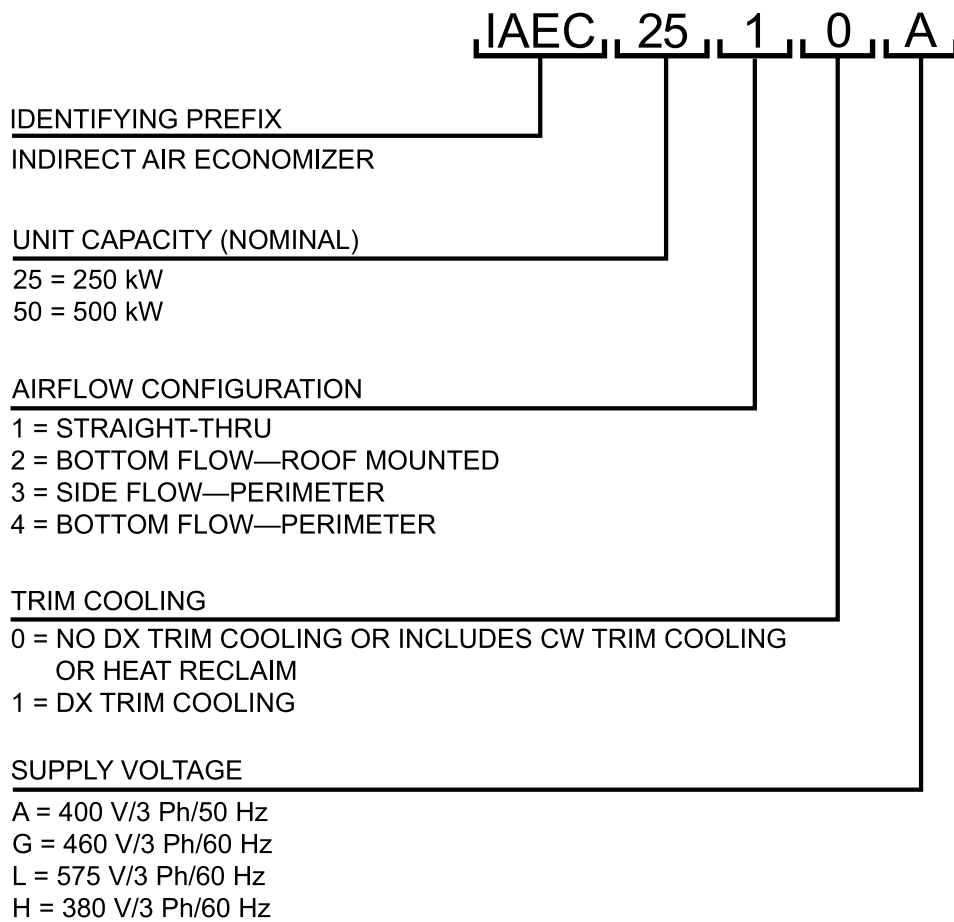 IAEC 25 1 0 A
IDENTIFYING PREFIX
INDIRECT AIR ECONOMIZER
UNIT CAPACITY (NOMINAL)
25 = 250 kW
50 = 500 kW
AIRFLOW CONFIGURATION
1 = STRAIGHT-THRU
2 = BOTTOM FLOW—ROOF MOUNTED
3 = SIDE FLOW—PERIMETER
4 = BOTTOM FLOW—PERIMETER
TRIM COOLING
0 = NO DX TRIM COOLING OR INCLUDES CW TRIM COOLING
OR HEAT RECLAIM
1 = DX TRIM COOLING
SUPPLY VOLTAGE
A = 400 V/3 Ph/50 Hz
G = 460 V/3 Ph/60 Hz
L = 575 V/3 Ph/60 Hz
H = 380 V/3 Ph/60 Hz